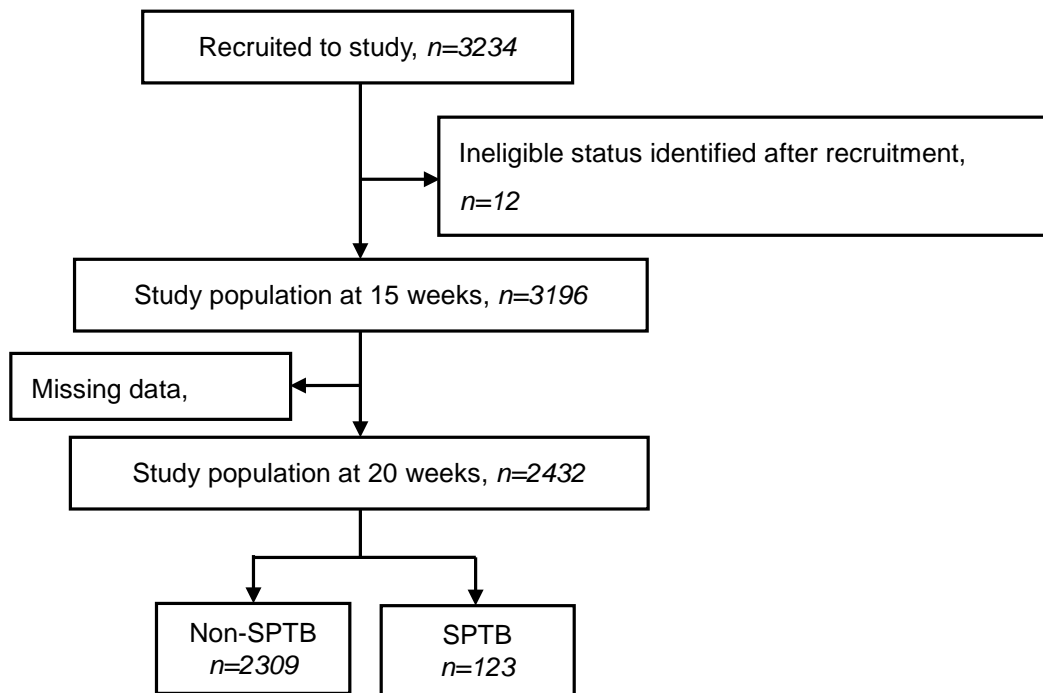 Recruited to study, n=3234
Ineligible status identified after recruitment,
n=12
Study population at 15 weeks, n=3196
Missing data,
Study population at 20 weeks, n=2432
Non-SPTB
n=2309
SPTB
n=123